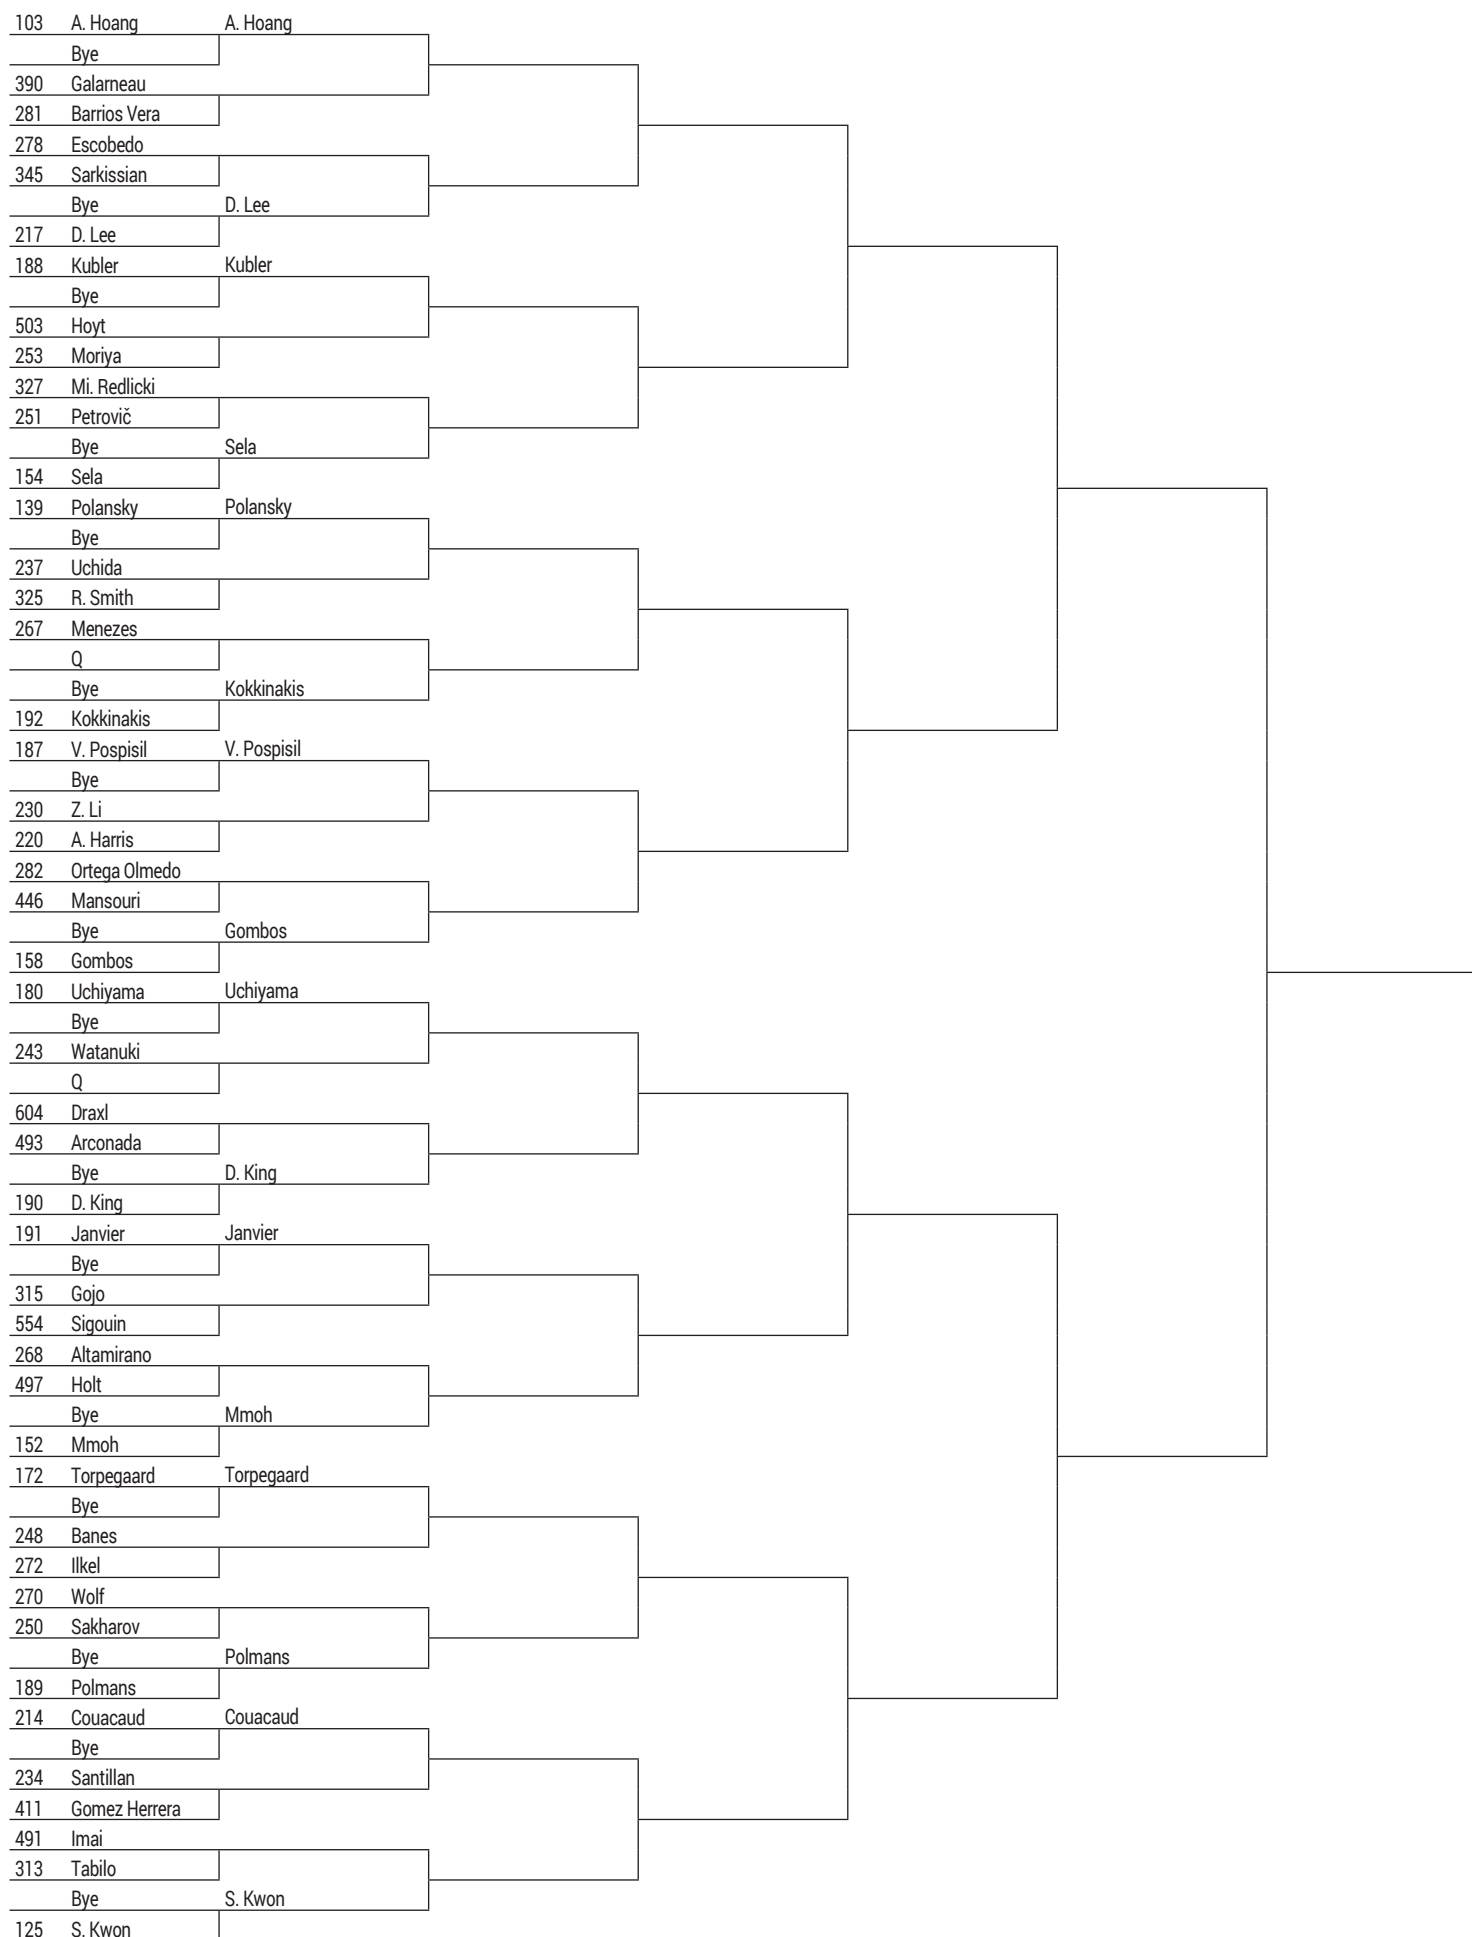 103 A. Hoang A. Hoang
Bye
390 Galarneau
281 Barrios Vera
278 Escobedo
345 Sarkissian
Bye D. Lee
217 D. Lee
188 Kubler Kubler
Bye
503 Hoyt
253 Moriya
327 Mi. Redlicki
251 Petrovič
Bye Sela
154 Sela
139 Polansky Polansky
Bye
237 Uchida
325 R. Smith
267 Menezes
Q
Bye Kokkinakis
192 Kokkinakis
187 V. Pospisil V. Pospisil
Bye
230 Z. Li
220 A. Harris
282 Ortega Olmedo
446 Mansouri
Bye Gombos
158 Gombos
180 Uchiyama Uchiyama
Bye
243 Watanuki
Q
604 Draxl
493 Arconada
Bye D. King
190 D. King
191 Janvier Janvier
Bye
315 Gojo
554 Sigouin
268 Altamirano
497 Holt
Bye Mmoh
152 Mmoh
172 Torpegaard Torpegaard
Bye
248 Banes
272 Ilkel
270 Wolf
250 Sakharov
Bye Polmans
189 Polmans
214 Couacaud Couacaud
Bye
234 Santillan
411 Gomez Herrera
491 Imai
313 Tabilo
Bye S. Kwon
125 S. Kwon